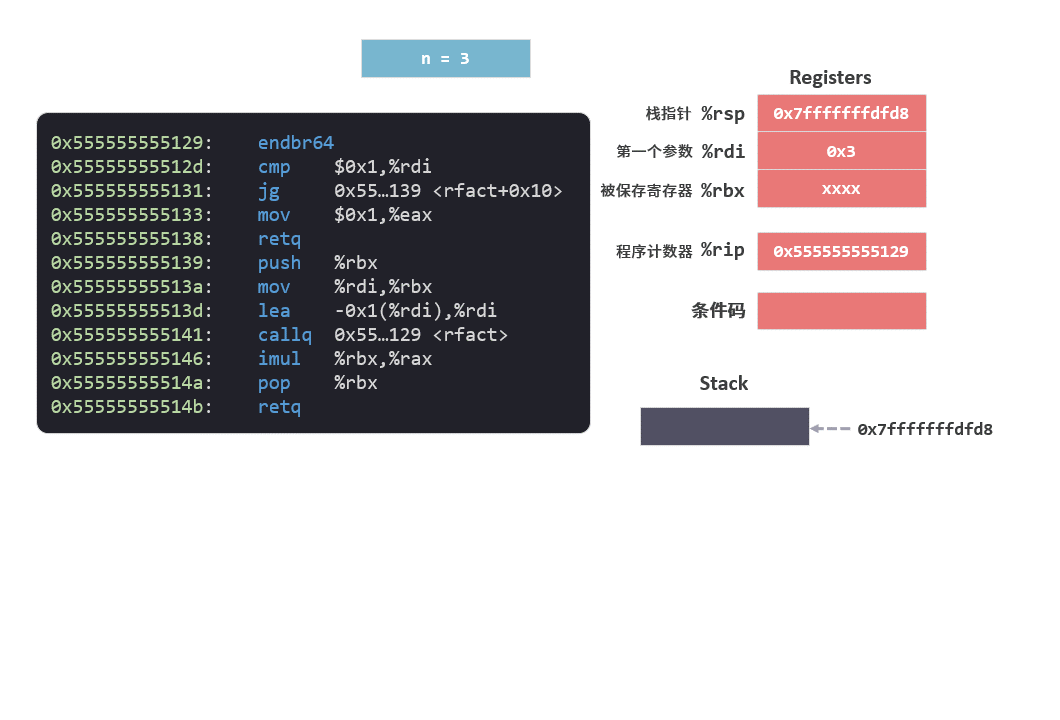 n = 3
0x555555555129: endbr64
0x55555555512d: cmp $0x1,%rdi
0x555555555131: jg 0x55…139 <rfact+0x10>
0x555555555133: mov $0x1,%eax
0x555555555138: retq
0x555555555139: push %rbx
0x55555555513a: mov %rdi,%rbx
0x55555555513d: lea -0x1(%rdi),%rdi
0x555555555141: callq 0x55…129 <rfact>
0x555555555146: imul %rbx,%rax
0x55555555514a: pop %rbx
0x55555555514b: retq
Registers
栈指针 %rsp 0x7fffffffdfd8
第一个参数 %rdi 0x3
被保存寄存器 %rbx xxxx
程序计数器 %rip 0x555555555129
条件码
Stack
0x7fffffffdfd8